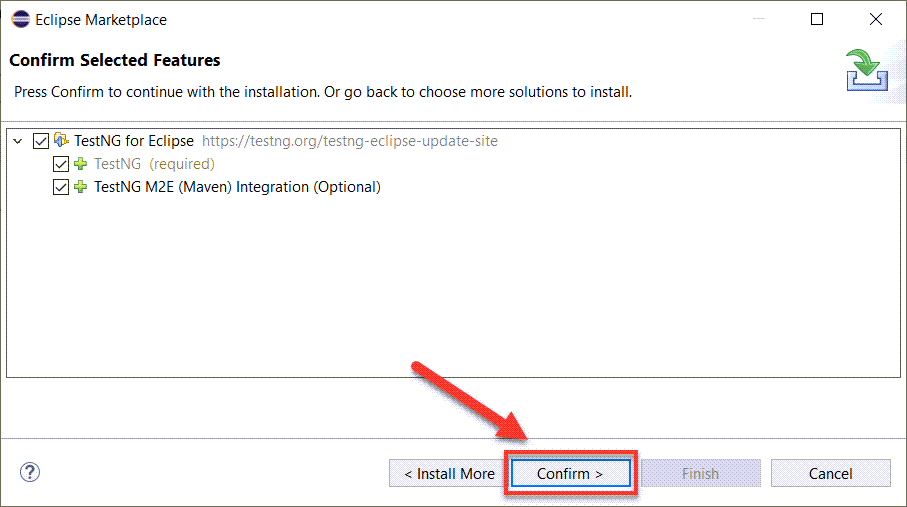 Eclipse Marketplace
Confirm Selected Features
Press Confirm to continue with the installation. Or go back to choose more solutions to install.
TestNG for Eclipse https://testng.org/testng-eclipse-update-site
TestNG (required)
TestNG M2E (Maven) Integration (Optional)
?
< Install More Confirm > Finish Cancel